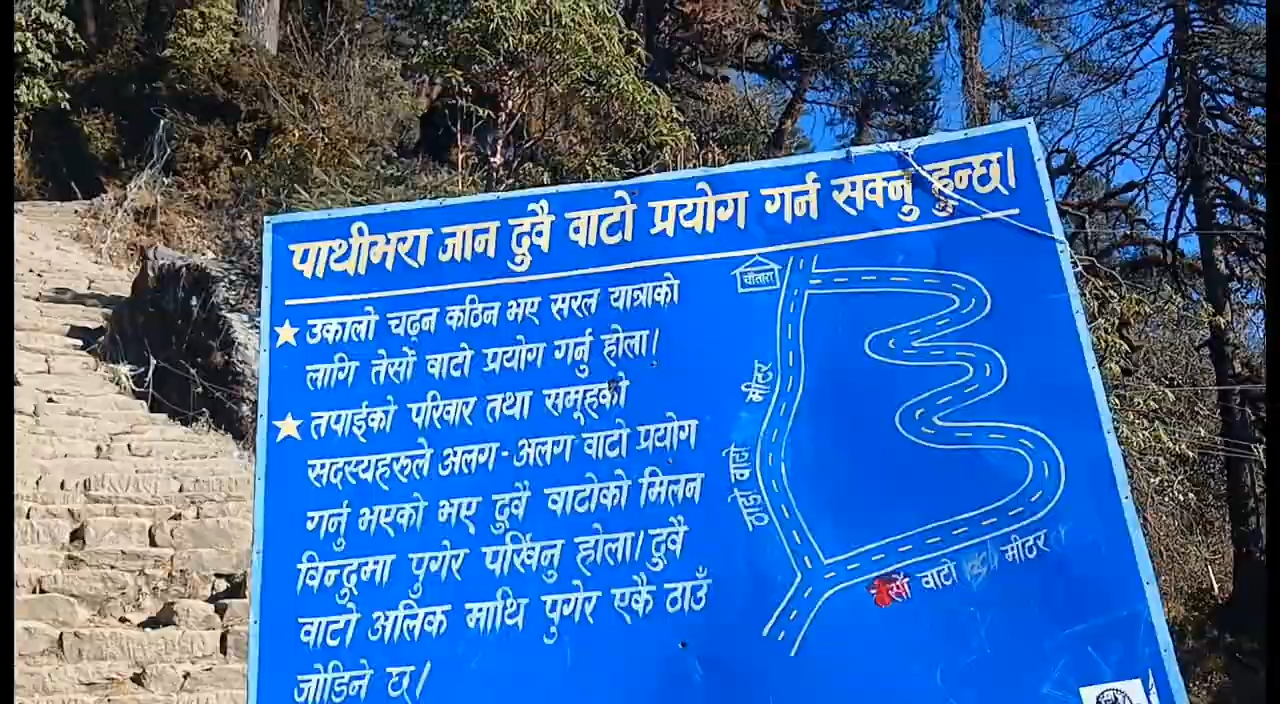 पाथीभरा जान दुवै वाटो प्रयोग गर्न सक्नु हुन्छ।
★ उकालो चढ्न कठिन भए सरल यात्राको
लागि तेर्सो वाटो प्रयोग गर्नु होला।
★ तपाईको परिवार तथा समूहको
सदस्यहरुले अलग-अलग वाटो प्रयोग
गर्नु भएको भए दुवै वाटोको मिलन
विन्दुमा पुगेर पर्खिनु होला। दुवै
वाटो अलिक माथि पुगेर एकै ठाउँ
जोडिने छ।
चौतारा
ठाडो वाटो मीटर
र्सो वाटो मीटर